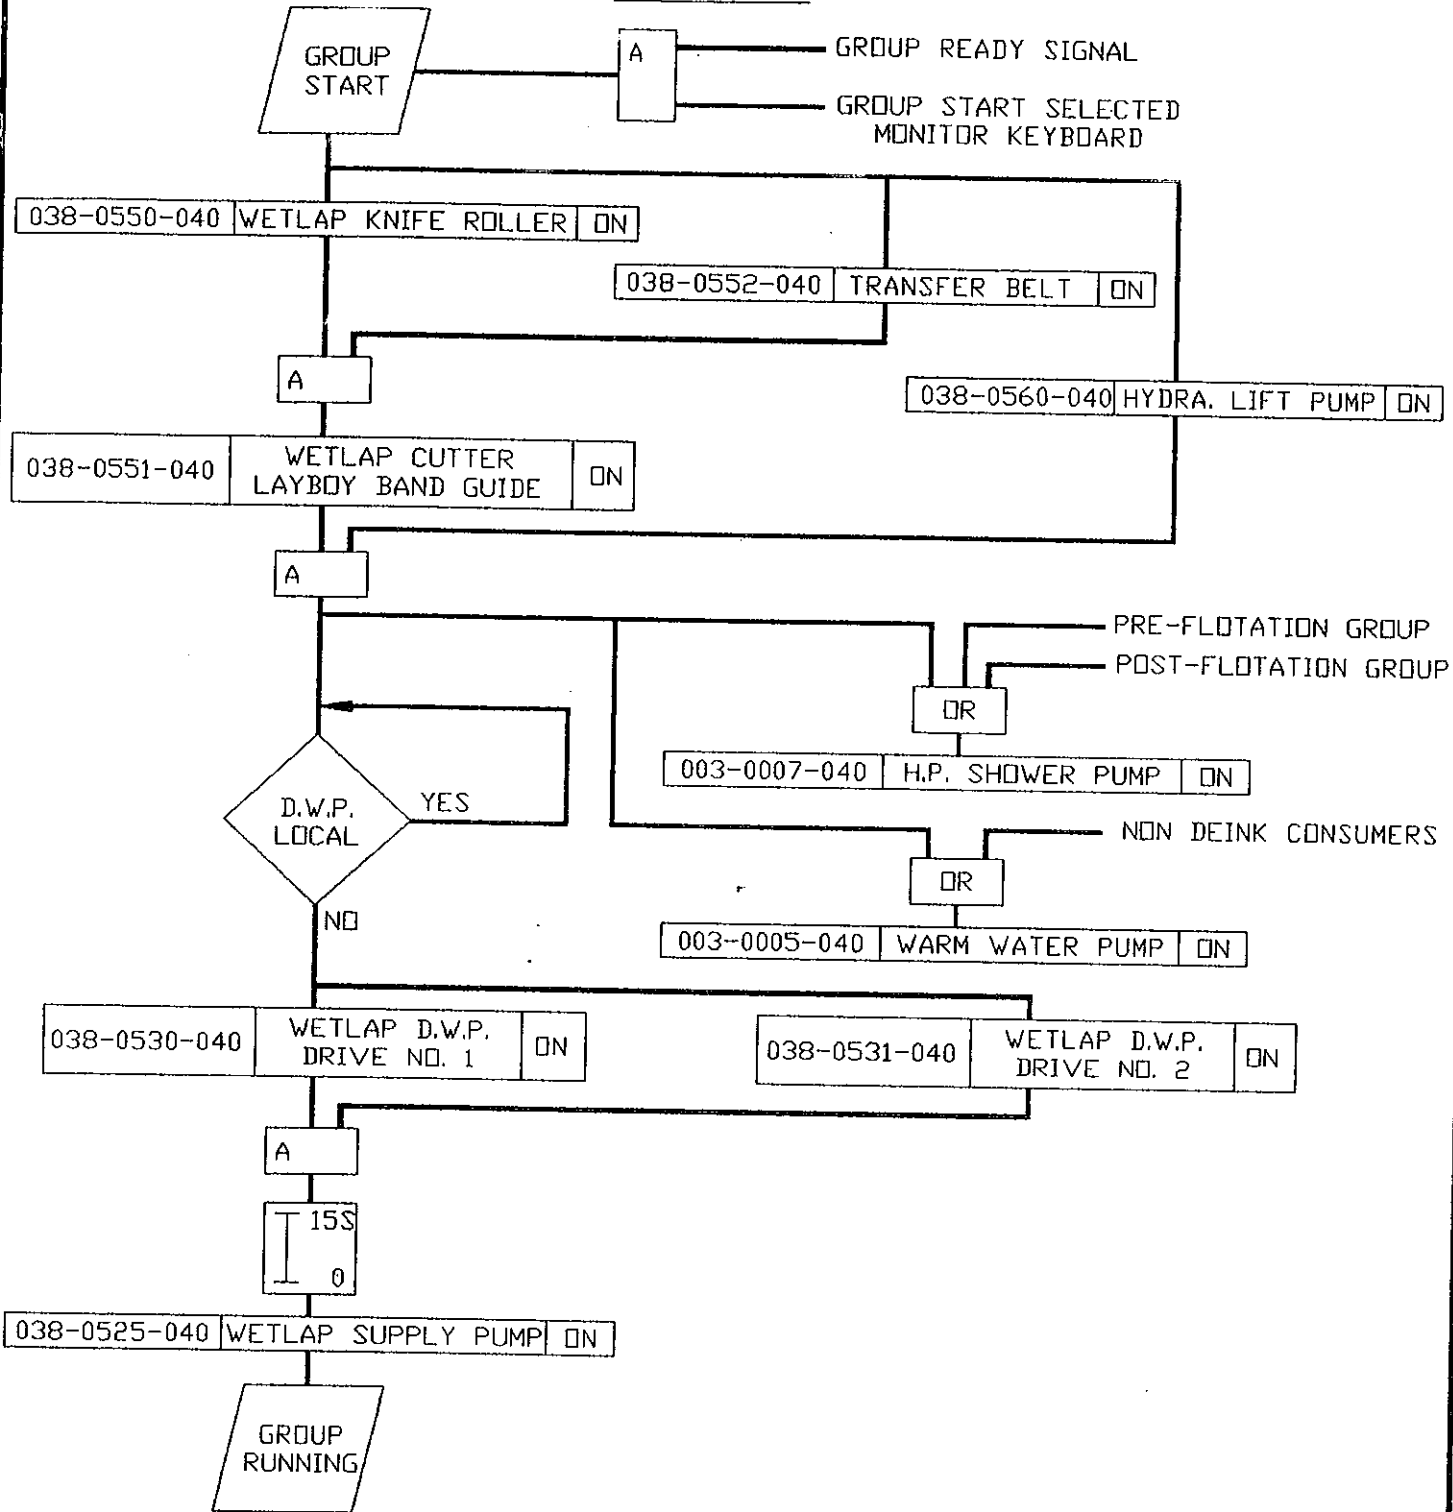 GROUP
START
A
GROUP READY SIGNAL
GROUP START SELECTED
MONITOR KEYBOARD
038-0550-040 WETLAP KNIFE ROLLER ON
038-0552-040 TRANSFER BELT ON
A
038-0560-040 HYDRA. LIFT PUMP ON
038-0551-040 WETLAP CUTTER
LAYBOY BAND GUIDE ON
A
PRE-FLOTATION GROUP
POST-FLOTATION GROUP
OR
003-0007-040 H.P. SHOWER PUMP ON
D.W.P.
LOCAL
YES
NON DEINK CONSUMERS
OR
NO
003-0005-040 WARM WATER PUMP ON
038-0530-040 WETLAP D.W.P.
DRIVE NO. 1 ON
038-0531-040 WETLAP D.W.P.
DRIVE NO. 2 ON
A
15S
0
038-0525-040 WETLAP SUPPLY PUMP ON
GROUP
RUNNING